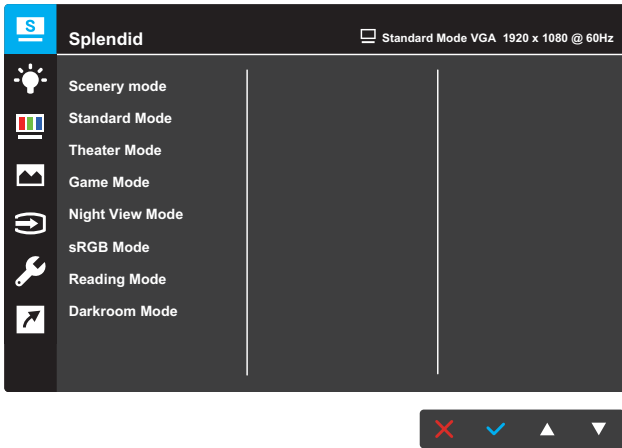 S
Splendid
Standard Mode VGA 1920 x 1080 @ 60Hz
Scenery mode
Standard Mode
Theater Mode
Game Mode
Night View Mode
sRGB Mode
Reading Mode
Darkroom Mode